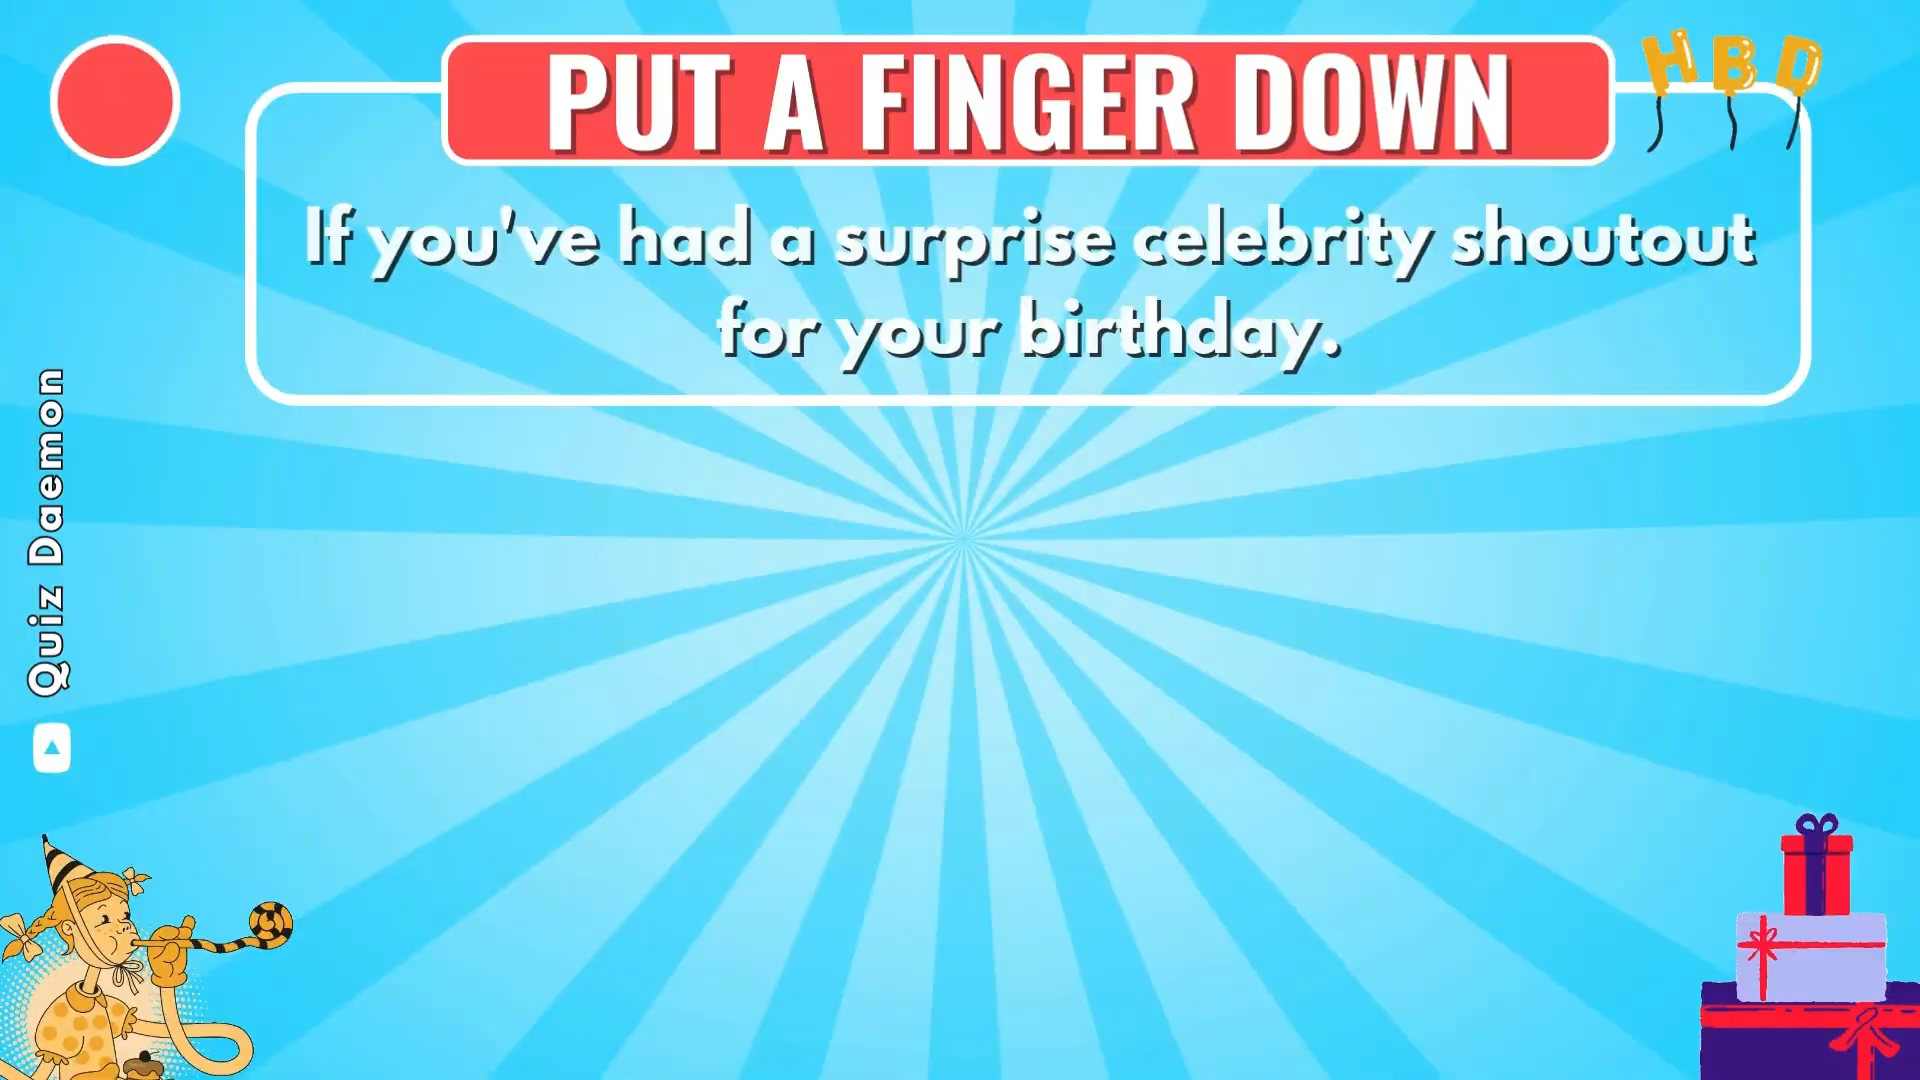 PUT A FINGER DOWN
HBD
If you've had a surprise celebrity shoutout
for your birthday.
Quiz Daemon